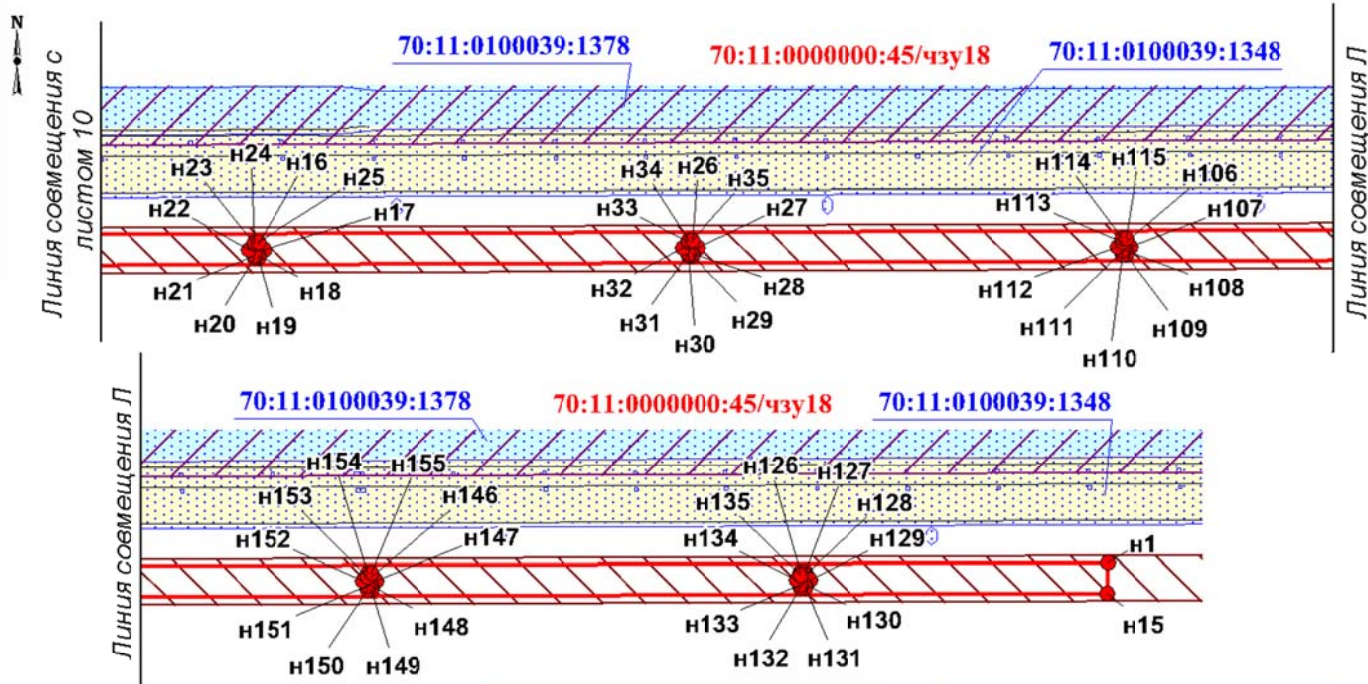 N
Линия совмещения с
листом 10
70:11:0100039:1378
70:11:0000000:45/чзу18
70:11:0100039:1348
Линия совмещения Л
н24
н16
н23
н25
н22
н17
н21
н18
н20
н19
н34
н26
н35
н33
н27
н32
н28
н31
н29
н30
н114
н115
н106
н113
н107
н112
н108
н111
н109
н110
Линия совмещения Л
70:11:0100039:1378
70:11:0000000:45/чзу18
70:11:0100039:1348
н154
н155
н153
н146
н152
н147
н151
н148
н150
н149
н126
н127
н135
н128
н134
н129
н133
н130
н132
н131
н1
н15